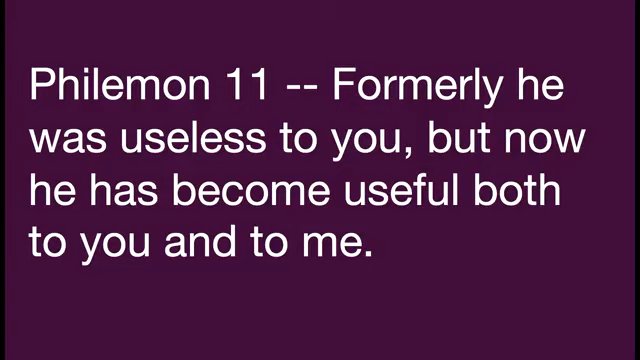 Philemon 11 -- Formerly he
was useless to you, but now
he has become useful both
to you and to me.